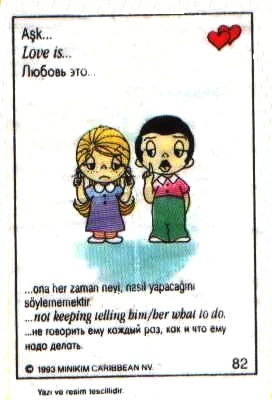 Aşk...
Love is...
Любовь это...
...ona her zaman neyi, nasıl yapacağını
söylememektir.
...not keeping telling him/her what to do.
...не говорить ему каждый раз, как и что ему
надо делать.
© 1993 MINIKIM CARIBBEAN NV. 82
Yazı ve resim tescillidir.